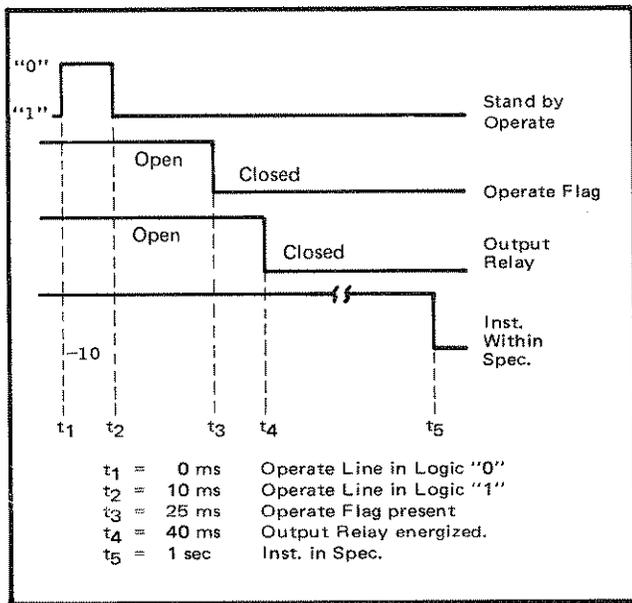 "0"
"1"
Stand by
Operate
Open
Closed
Operate Flag
Open
Closed
Output
Relay
Inst.
Within
Spec.
–10
t1 t2 t3 t4 t5
t1 = 0 ms Operate Line in Logic "0"
t2 = 10 ms Operate Line in Logic "1"
t3 = 25 ms Operate Flag present
t4 = 40 ms Output Relay energized.
t5 = 1 sec Inst. in Spec.